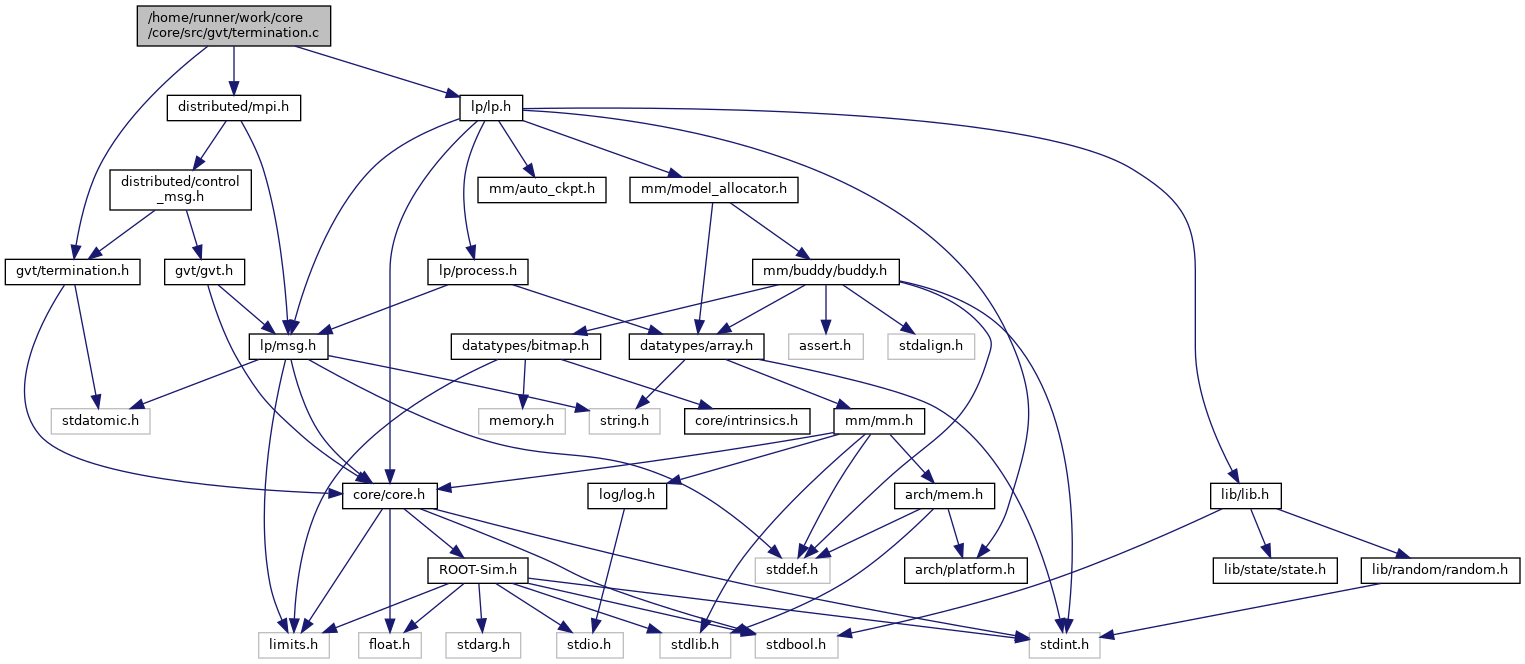 /home/runner/work/core
/core/src/gvt/termination.c
distributed/mpi.h
lp/lp.h
distributed/control
_msg.h
mm/auto_ckpt.h
mm/model_allocator.h
gvt/termination.h
gvt/gvt.h
lp/process.h
mm/buddy/buddy.h
lp/msg.h
datatypes/bitmap.h
datatypes/array.h
assert.h
stdalign.h
stdatomic.h
memory.h
string.h
core/intrinsics.h
mm/mm.h
core/core.h
log/log.h
arch/mem.h
lib/lib.h
ROOT-Sim.h
stddef.h
arch/platform.h
lib/state/state.h
lib/random/random.h
limits.h
float.h
stdarg.h
stdio.h
stdlib.h
stdbool.h
stdint.h